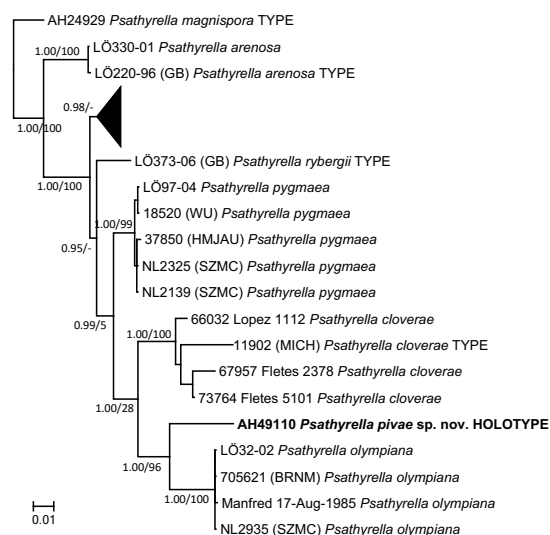 AH24929 Psathyrella magnispora TYPE
LÖ330-01 Psathyrella arenosa
1.00/100
LÖ220-96 (GB) Psathyrella arenosa TYPE
0.98/-
1.00/100
LÖ373-06 (GB) Psathyrella rybergii TYPE
1.00/100
LÖ97-04 Psathyrella pygmaea
18520 (WU) Psathyrella pygmaea
1.00/99
37850 (HMJAU) Psathyrella pygmaea
0.95/-
NL2325 (SZMC) Psathyrella pygmaea
NL2139 (SZMC) Psathyrella pygmaea
66032 Lopez 1112 Psathyrella cloverae
0.99/5
1.00/100
11902 (MICH) Psathyrella cloverae TYPE
67957 Fletes 2378 Psathyrella cloverae
73764 Fletes 5101 Psathyrella cloverae
1.00/28
AH49110 Psathyrella pivae sp. nov. HOLOTYPE
LÖ32-02 Psathyrella olympiana
1.00/96
705621 (BRNM) Psathyrella olympiana
1.00/100
Manfred 17-Aug-1985 Psathyrella olympiana
0.01
NL2935 (SZMC) Psathyrella olympiana